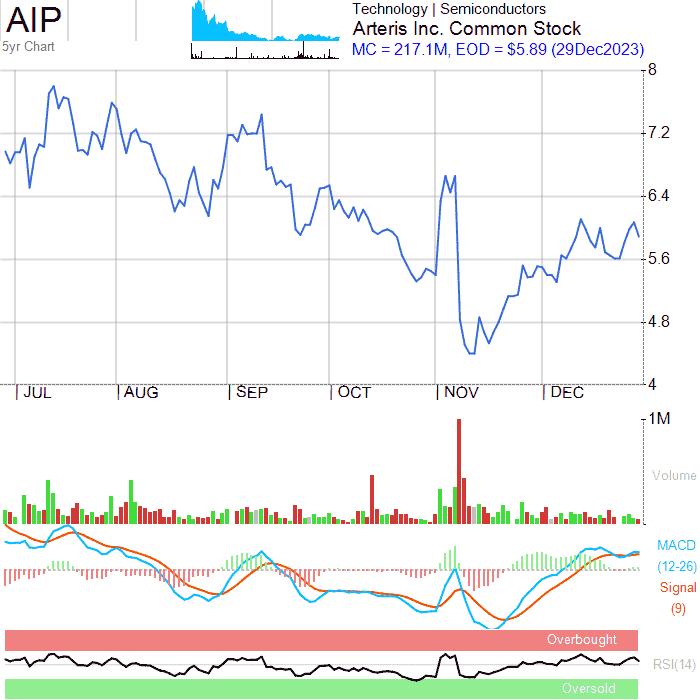 AIP
5yr Chart
Technology | Semiconductors
Arteris Inc. Common Stock
MC = 217.1M, EOD = $5.89 (29Dec2023)
8
7.2
6.4
5.6
4.8
4
JUL AUG SEP OCT NOV DEC
1M
Volume
MACD
(12-26)
Signal
(9)
Overbought
RSI(14)
Oversold